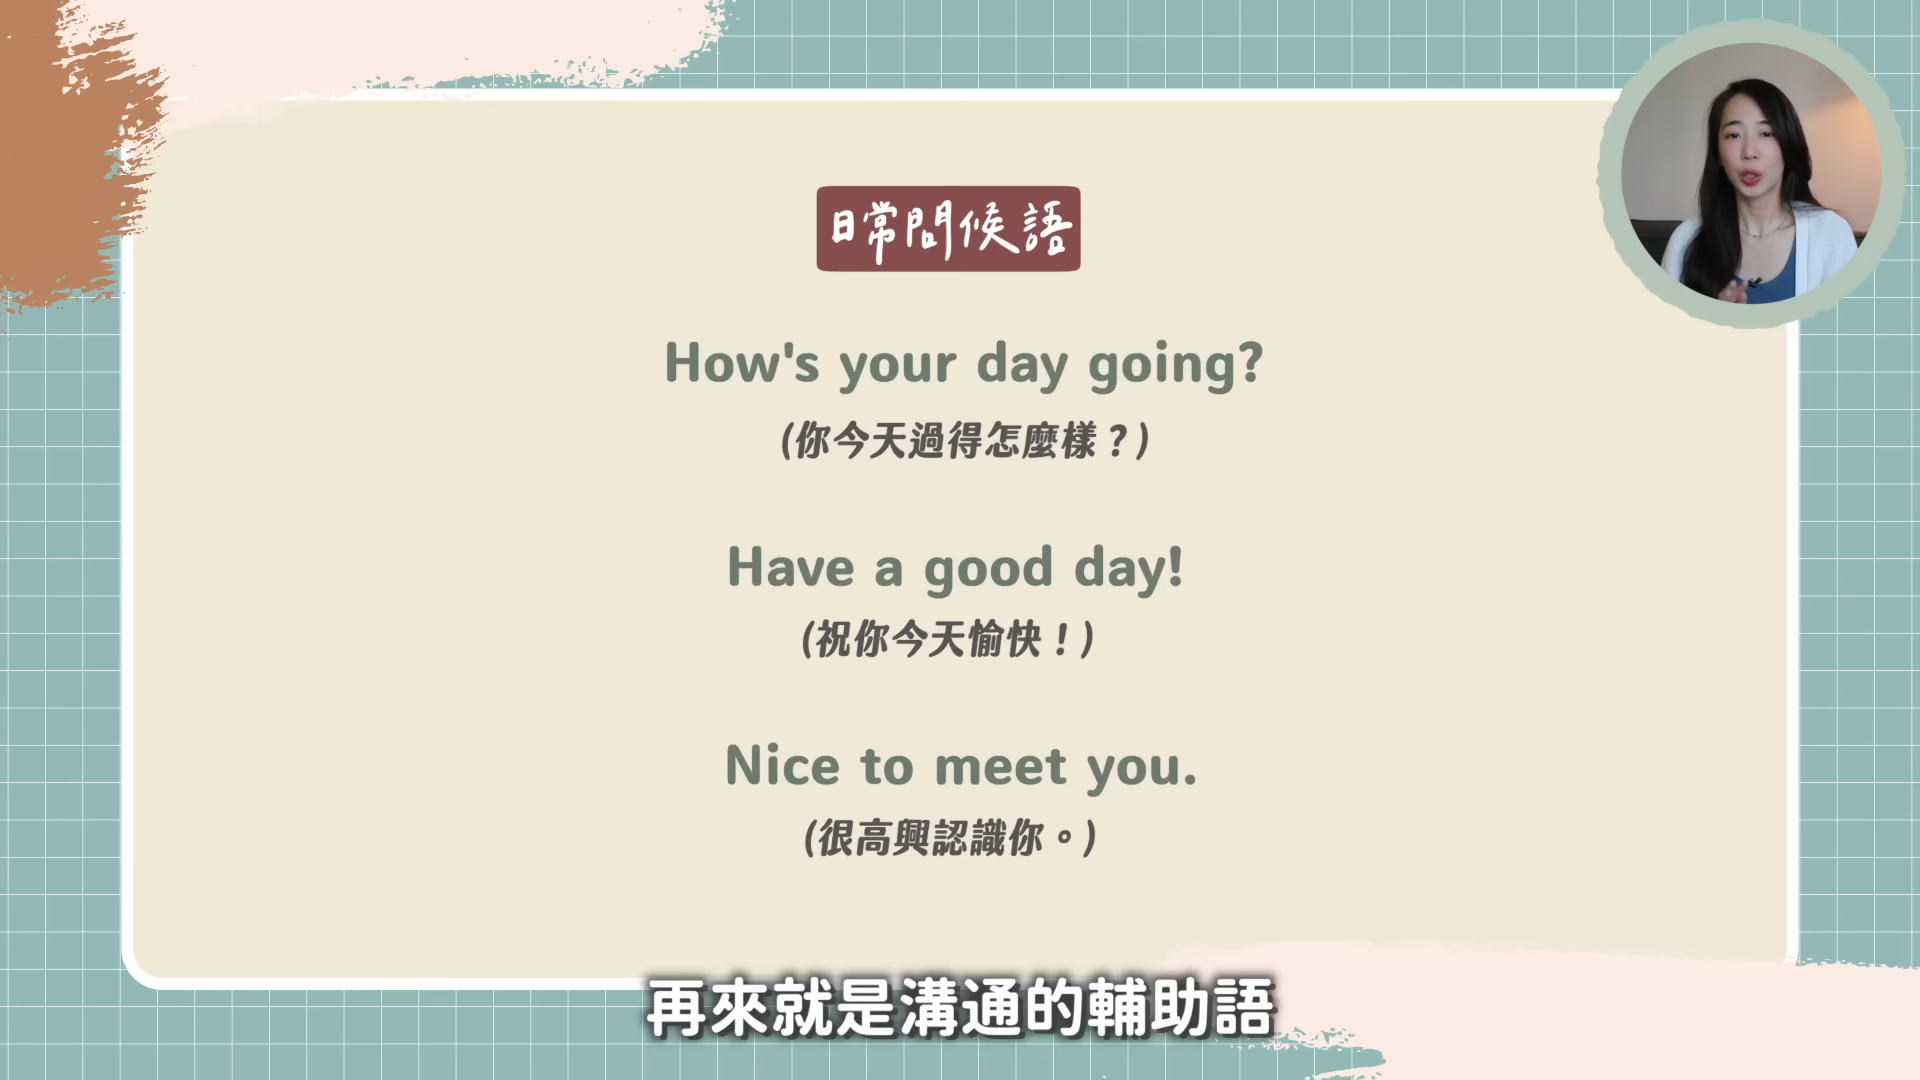 日常問候語
How's your day going?
(你今天過得怎麼樣？)
Have a good day!
(祝你今天愉快！)
Nice to meet you.
(很高興認識你。)
再來就是溝通的輔助語